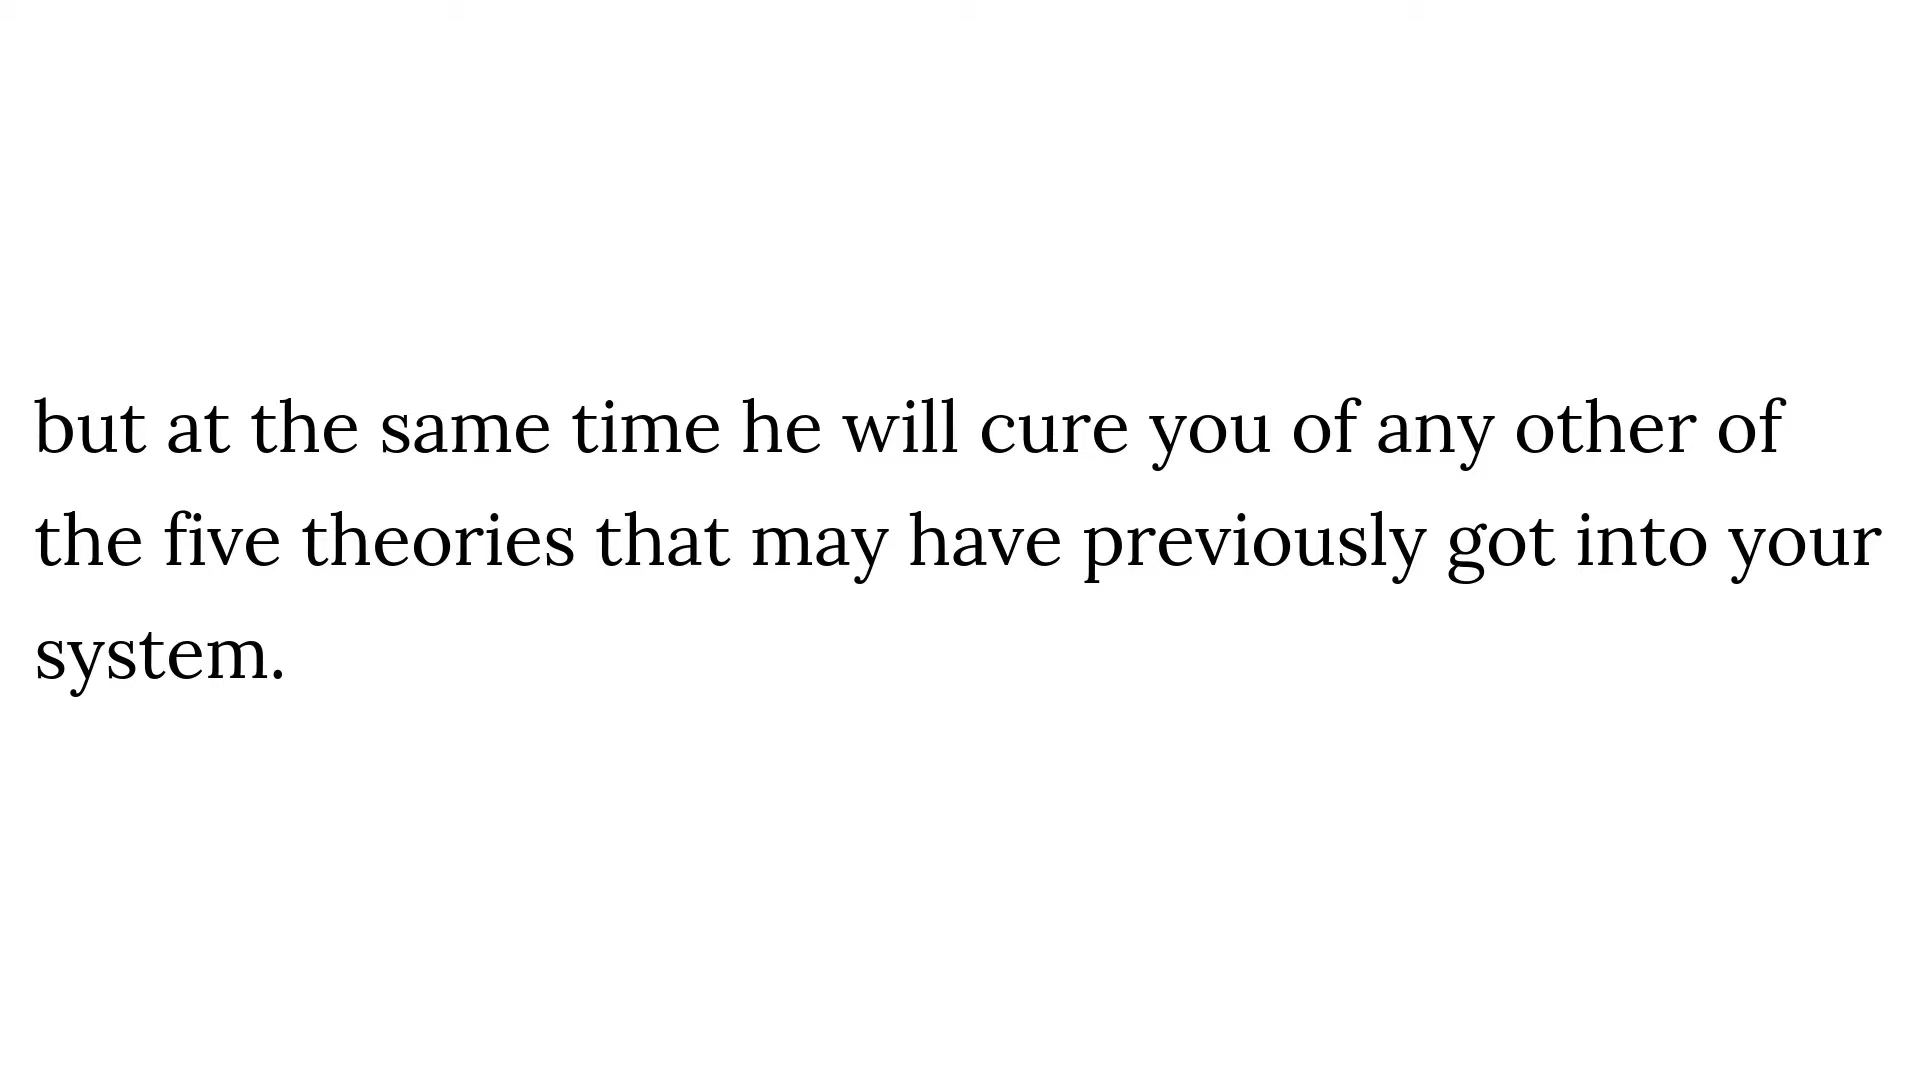 but at the same time he will cure you of any other of
the five theories that may have previously got into your
system.